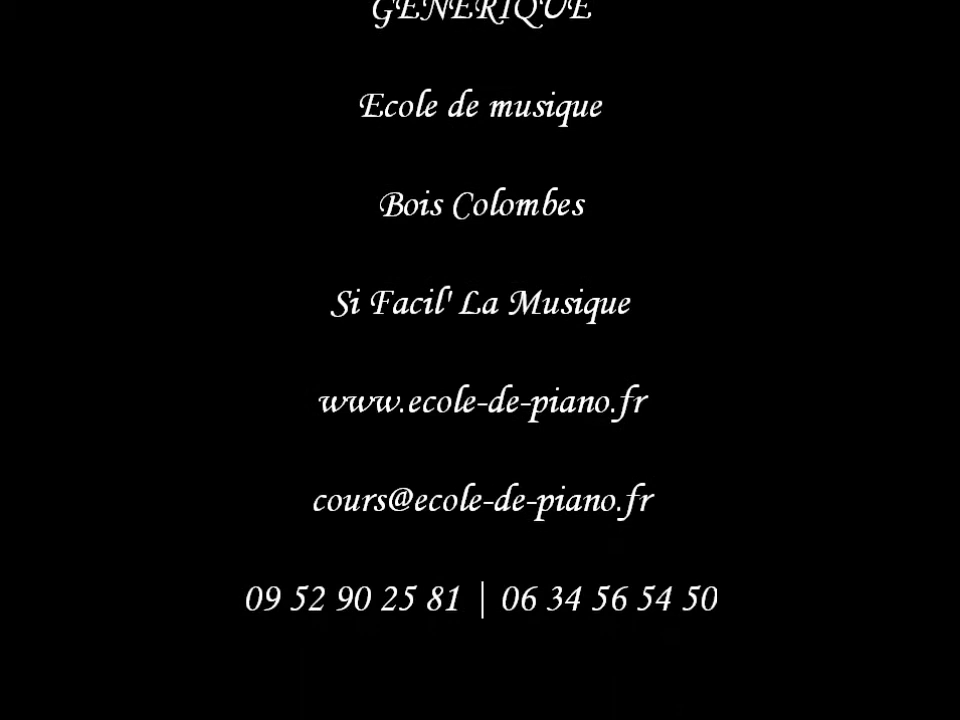 GENERIQUE
Ecole de musique
Bois Colombes
Si Facil' La Musique
www.ecole-de-piano.fr
cours@ecole-de-piano.fr
09 52 90 25 81 | 06 34 56 54 50